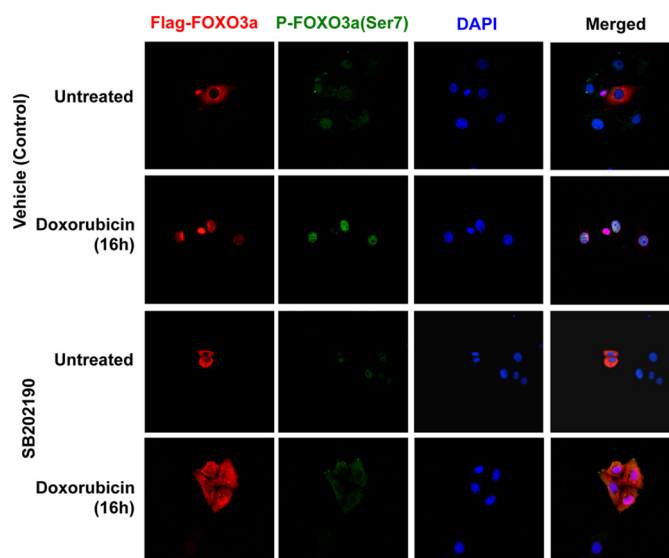 Flag-FOXO3a P-FOXO3a(Ser7) DAPI Merged
Vehicle (Control)
Untreated
Doxorubicin
(16h)
SB202190
Untreated
Doxorubicin
(16h)